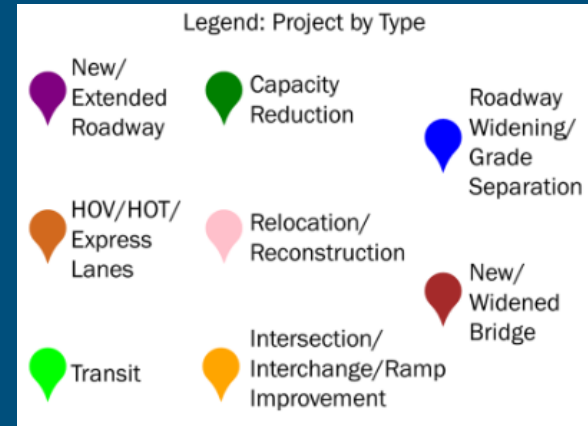 Legend: Project by Type
New/
Extended
Roadway
Capacity
Reduction
Roadway
Widening/
Grade
Separation
HOV/HOT/
Express
Lanes
Relocation/
Reconstruction
New/
Widened
Bridge
Transit
Intersection/
Interchange/Ramp
Improvement